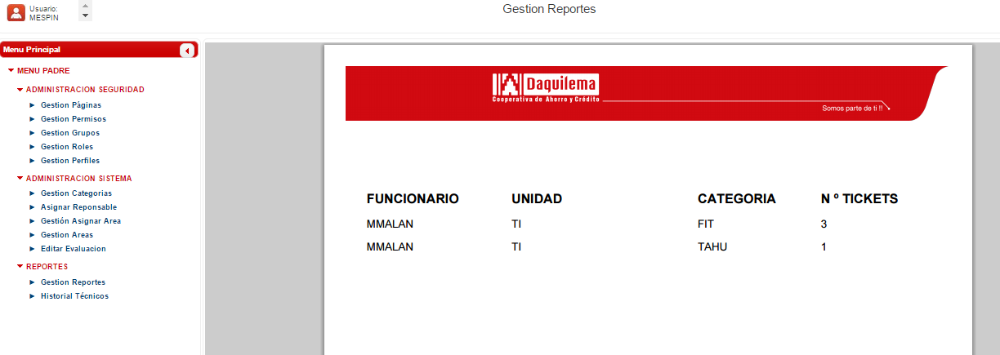 Usuario:
MESPIN
Gestion Reportes
Menu Principal
MENU PADRE
ADMINISTRACION SEGURIDAD
Gestion Páginas
Gestion Permisos
Gestion Grupos
Gestion Roles
Gestion Perfiles
ADMINISTRACION SISTEMA
Gestion Categorias
Asignar Reponsable
Gestión Asignar Area
Gestion Areas
Editar Evaluacion
REPORTES
Gestion Reportes
Historial Técnicos
Daquilema
Cooperativa de Ahorro y Crédito
Somos parte de ti !!
FUNCIONARIO UNIDAD CATEGORIA N º TICKETS
MMALAN TI FIT 3
MMALAN TI TAHU 1